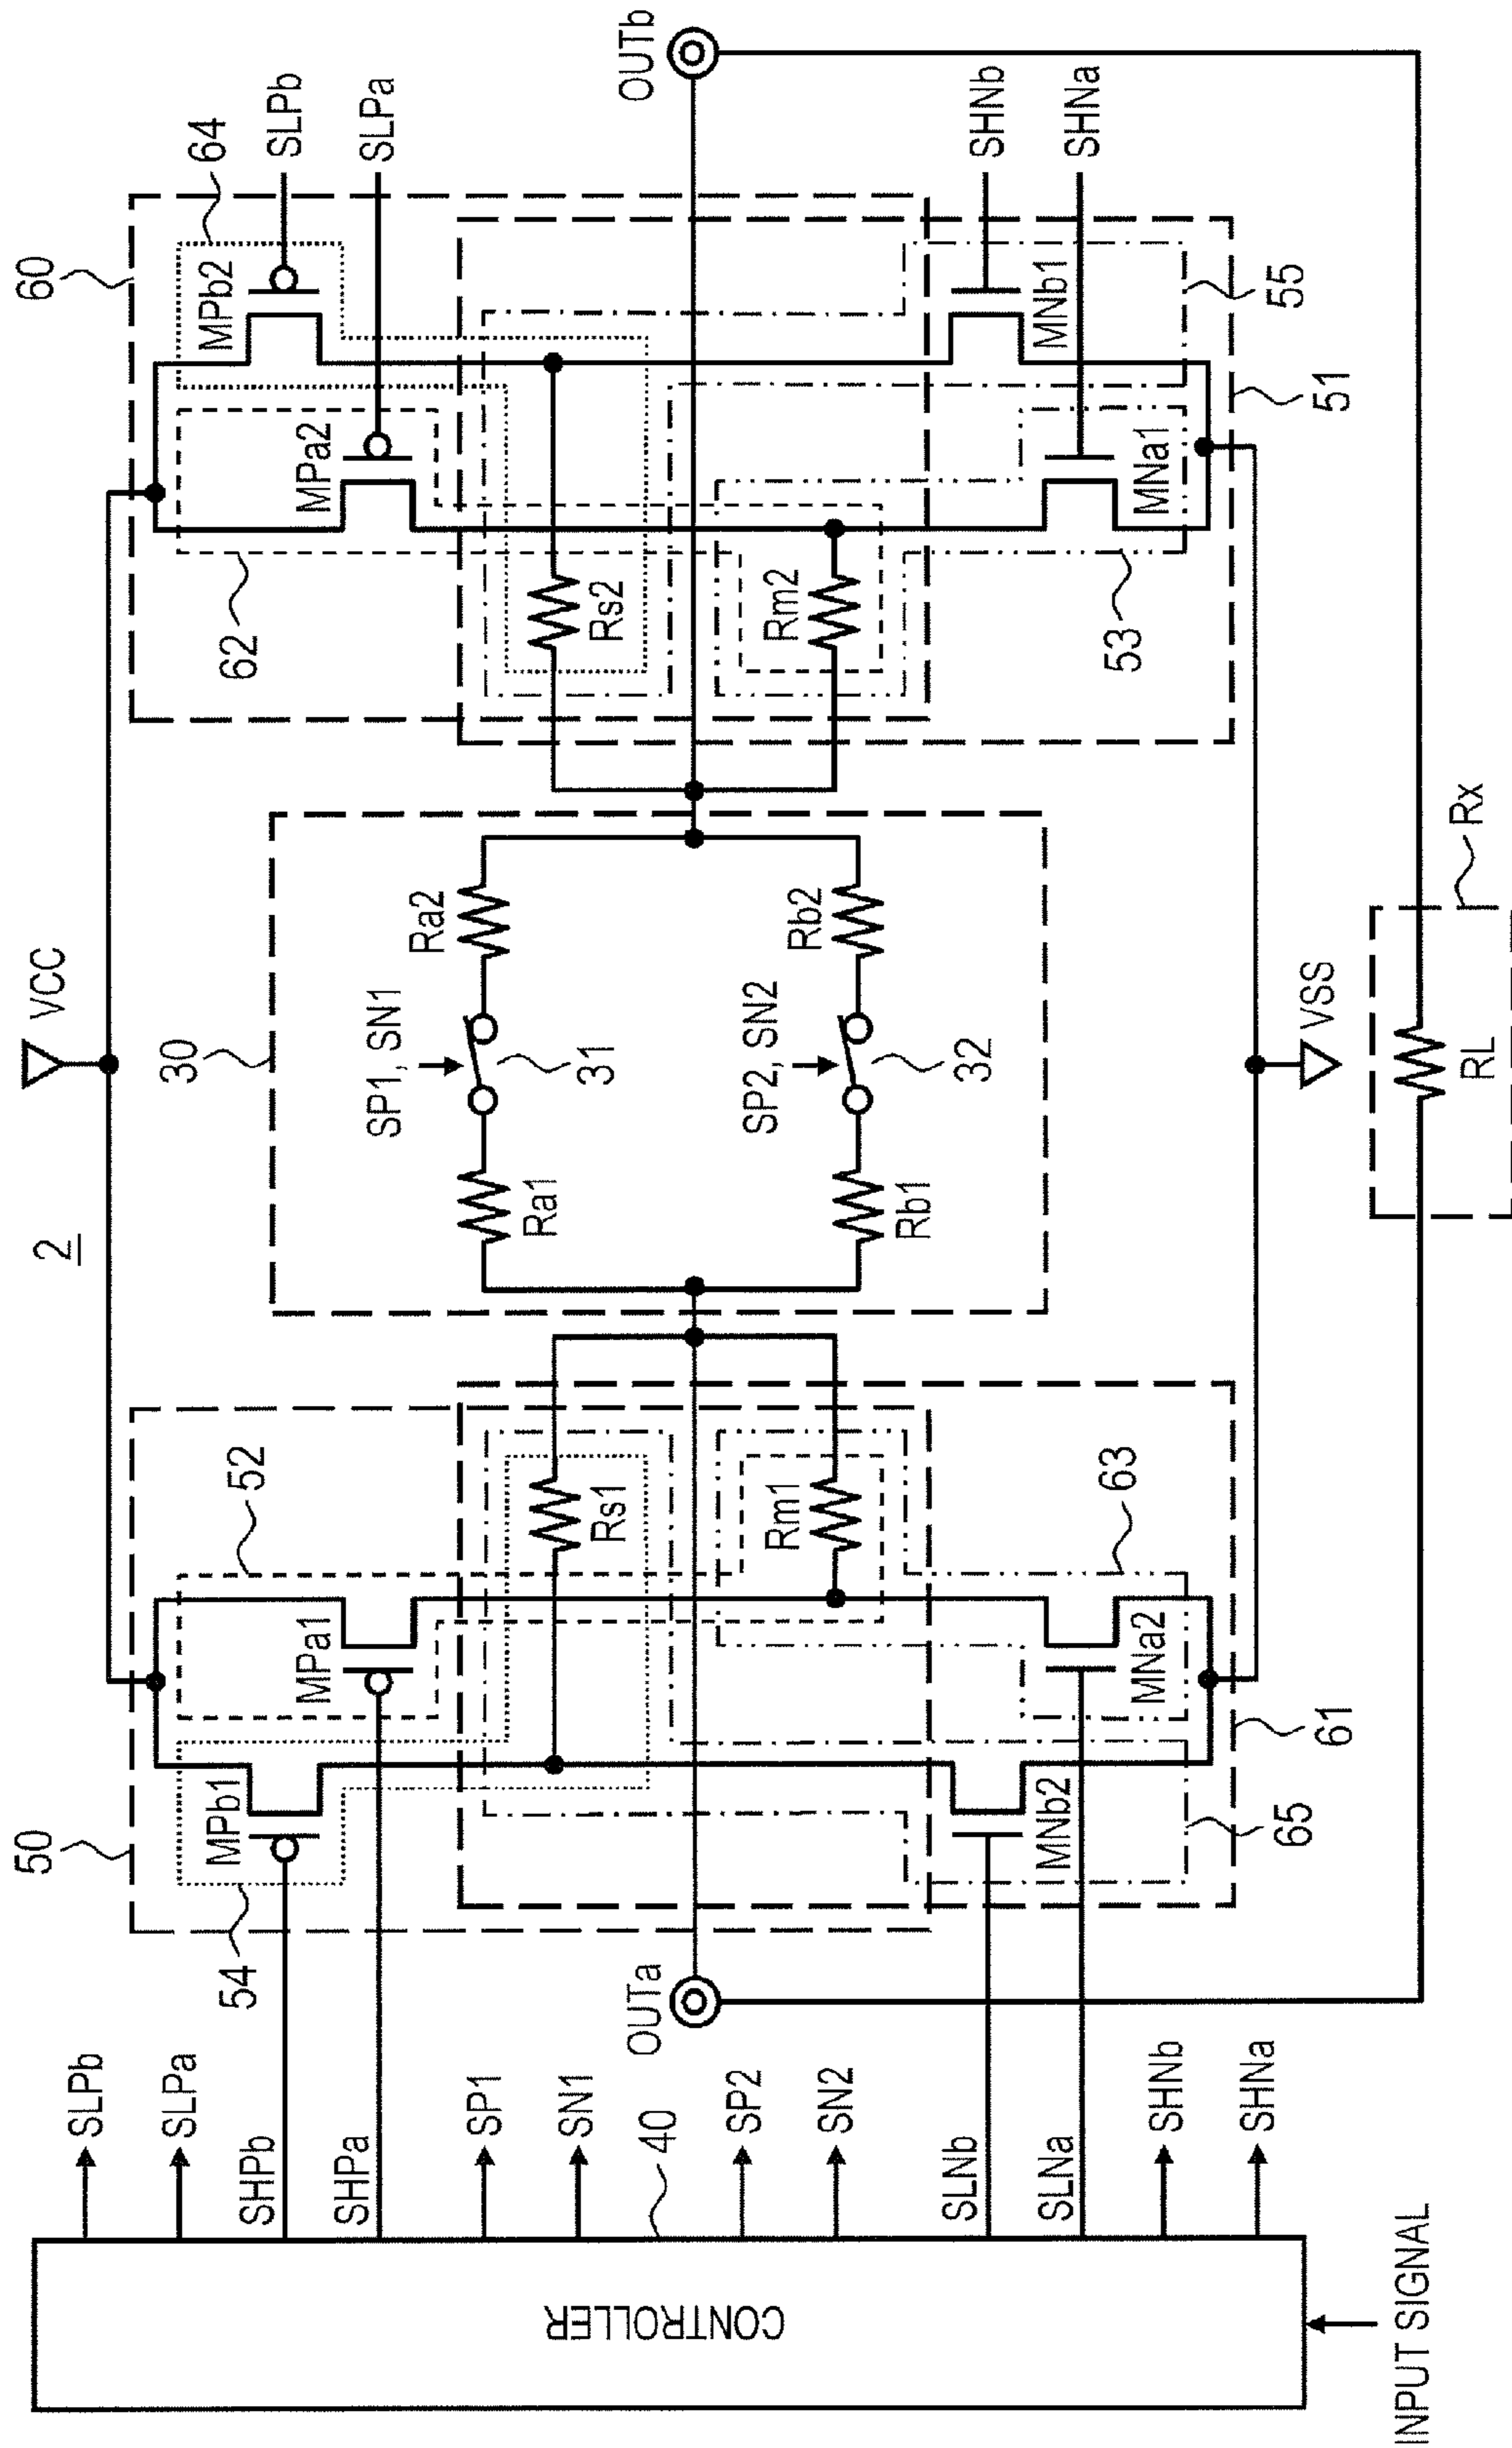 2
VCC
60
64
SLPb
SLPa
MPb2
MPa2
62
Rs2
Rm2
OUTb
SHNb
SHNa
MNb1
MNa1
55
51
53
30
SP1, SN1
31
Ra1
Ra2
SP2, SN2
32
Rb1
Rb2
VSS
Rx
RL
50
52
54
MPb1
MPa1
Rs1
Rm1
63
MNa2
MNb2
61
65
OUTa
SLPb
SLPa
SHPb
SHPa
SP1
SN1
40
SP2
SN2
SLNb
SLNa
SHNb
SHNa
CONTROLLER
INPUT SIGNAL